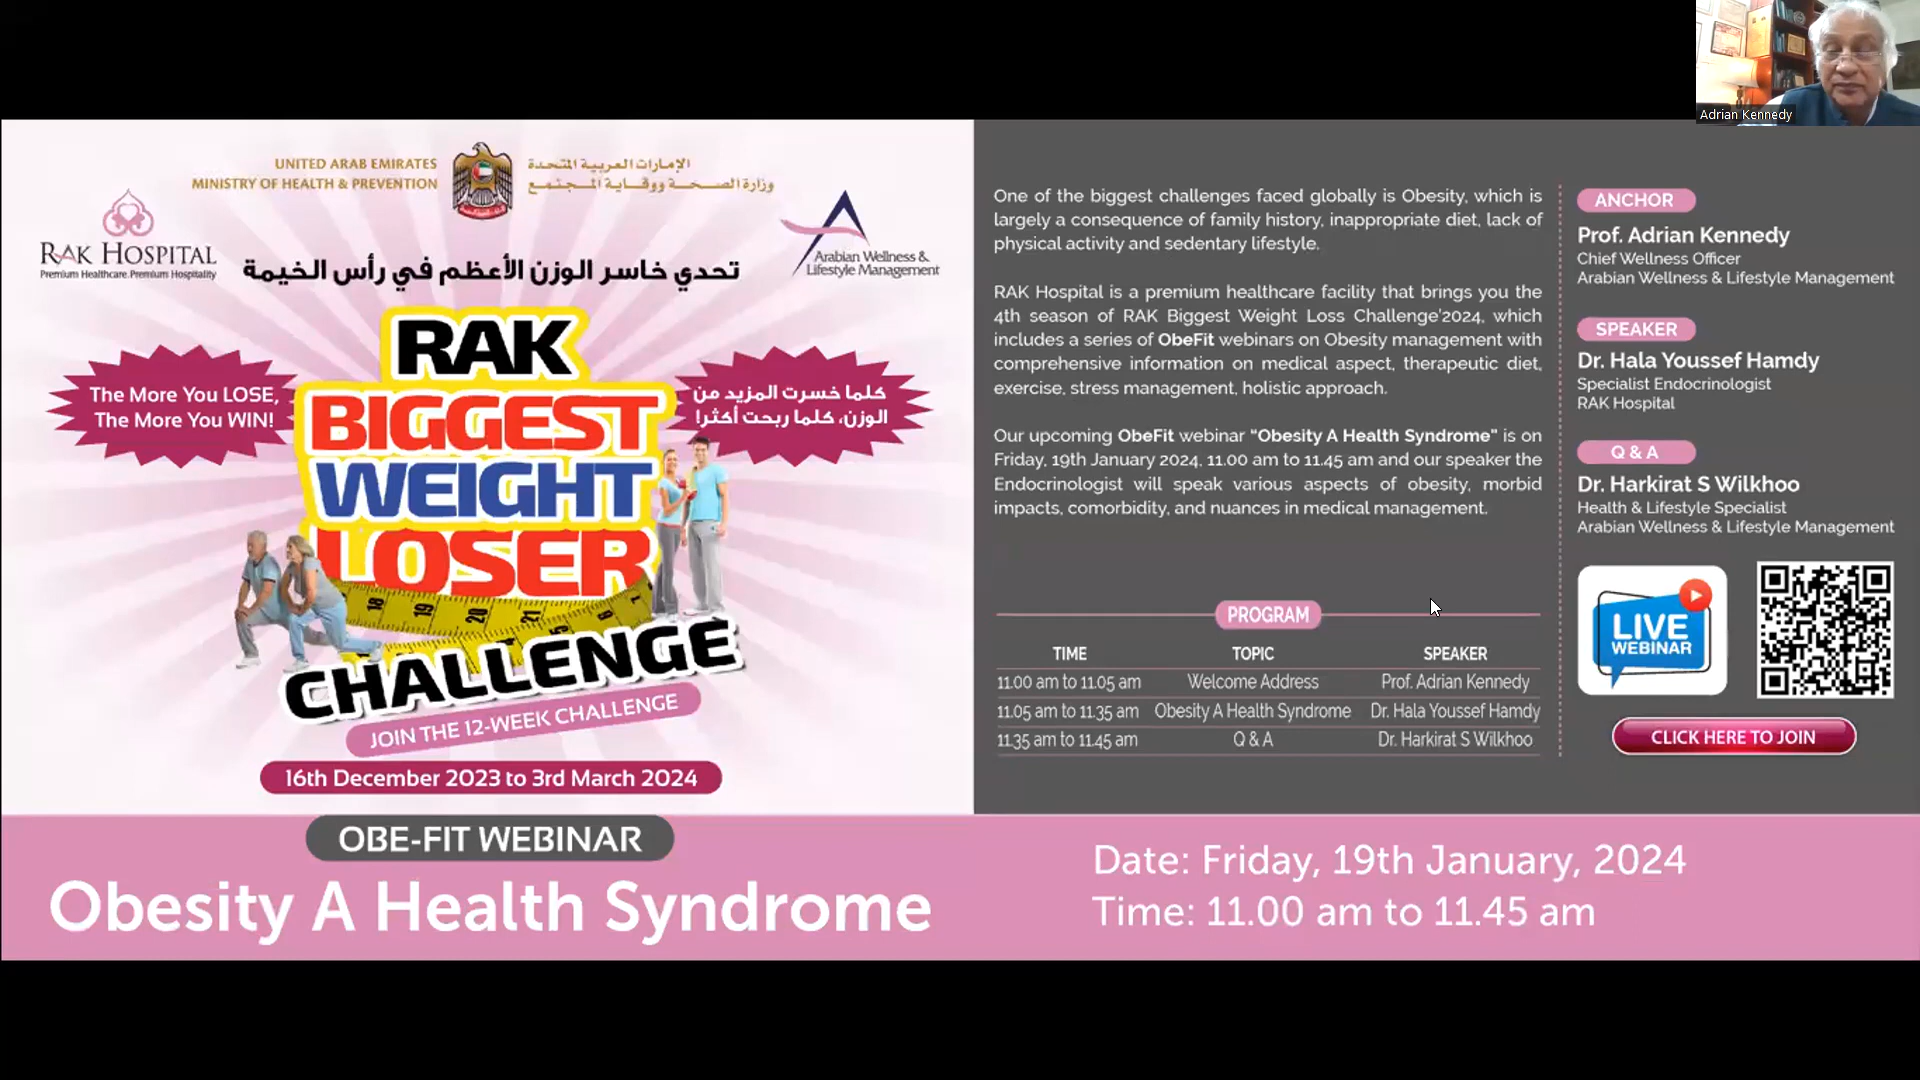 Adrian Kennedy
UNITED ARAB EMIRATES
MINISTRY OF HEALTH & PREVENTION
الإمارات العربية المتحدة
وزارة الصحة ووقاية المجتمع
RAK HOSPITAL
Premium Healthcare.Premium Hospitality
Arabian Wellness &
Lifestyle Management
تحدي خاسر الوزن الأعظم في رأس الخيمة
RAK
BIGGEST
WEIGHT
LOSER
CHALLENGE
The More You LOSE,
The More You WIN!
كلما خسرت المزيد من
الوزن، كلما ربحت أكثر!
18 19 20 21
JOIN THE 12-WEEK CHALLENGE
16th December 2023 to 3rd March 2024
One of the biggest challenges faced globally is Obesity, which is
largely a consequence of family history, inappropriate diet, lack of
physical activity and sedentary lifestyle.
RAK Hospital is a premium healthcare facility that brings you the
4th season of RAK Biggest Weight Loss Challenge'2024, which
includes a series of ObeFit webinars on Obesity management with
comprehensive information on medical aspect, therapeutic diet,
exercise, stress management, holistic approach.
Our upcoming ObeFit webinar “Obesity A Health Syndrome” is on
Friday, 19th January 2024, 11.00 am to 11.45 am and our speaker the
Endocrinologist will speak various aspects of obesity, morbid
impacts, comorbidity, and nuances in medical management.
PROGRAM
TIME TOPIC SPEAKER
11.00 am to 11.05 am Welcome Address Prof. Adrian Kennedy
11.05 am to 11.35 am Obesity A Health Syndrome Dr. Hala Youssef Hamdy
11.35 am to 11.45 am Q & A Dr. Harkirat S Wilkhoo
ANCHOR
Prof. Adrian Kennedy
Chief Wellness Officer
Arabian Wellness & Lifestyle Management
SPEAKER
Dr. Hala Youssef Hamdy
Specialist Endocrinologist
RAK Hospital
Q & A
Dr. Harkirat S Wilkhoo
Health & Lifestyle Specialist
Arabian Wellness & Lifestyle Management
LIVE
WEBINAR
CLICK HERE TO JOIN
OBE-FIT WEBINAR
Obesity A Health Syndrome
Date: Friday, 19th January, 2024
Time: 11.00 am to 11.45 am